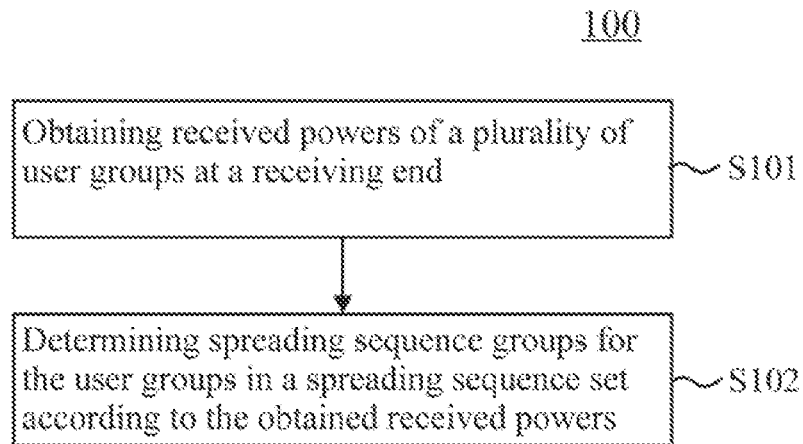 100
Obtaining received powers of a plurality of
user groups at a receiving end
S101
Determining spreading sequence groups for
the user groups in a spreading sequence set
according to the obtained received powers
S102